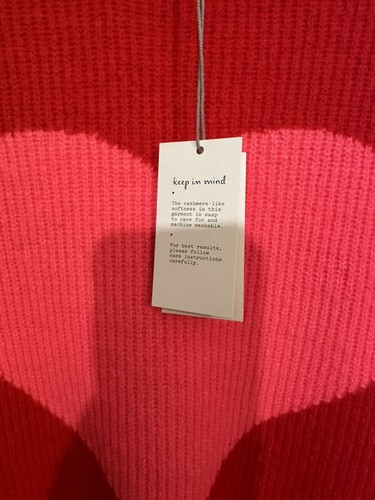 keep in mind
The cashmere-like
softness in this
garment is easy
to care for and
machine washable.
For best results,
please follow
care instructions
carefully.